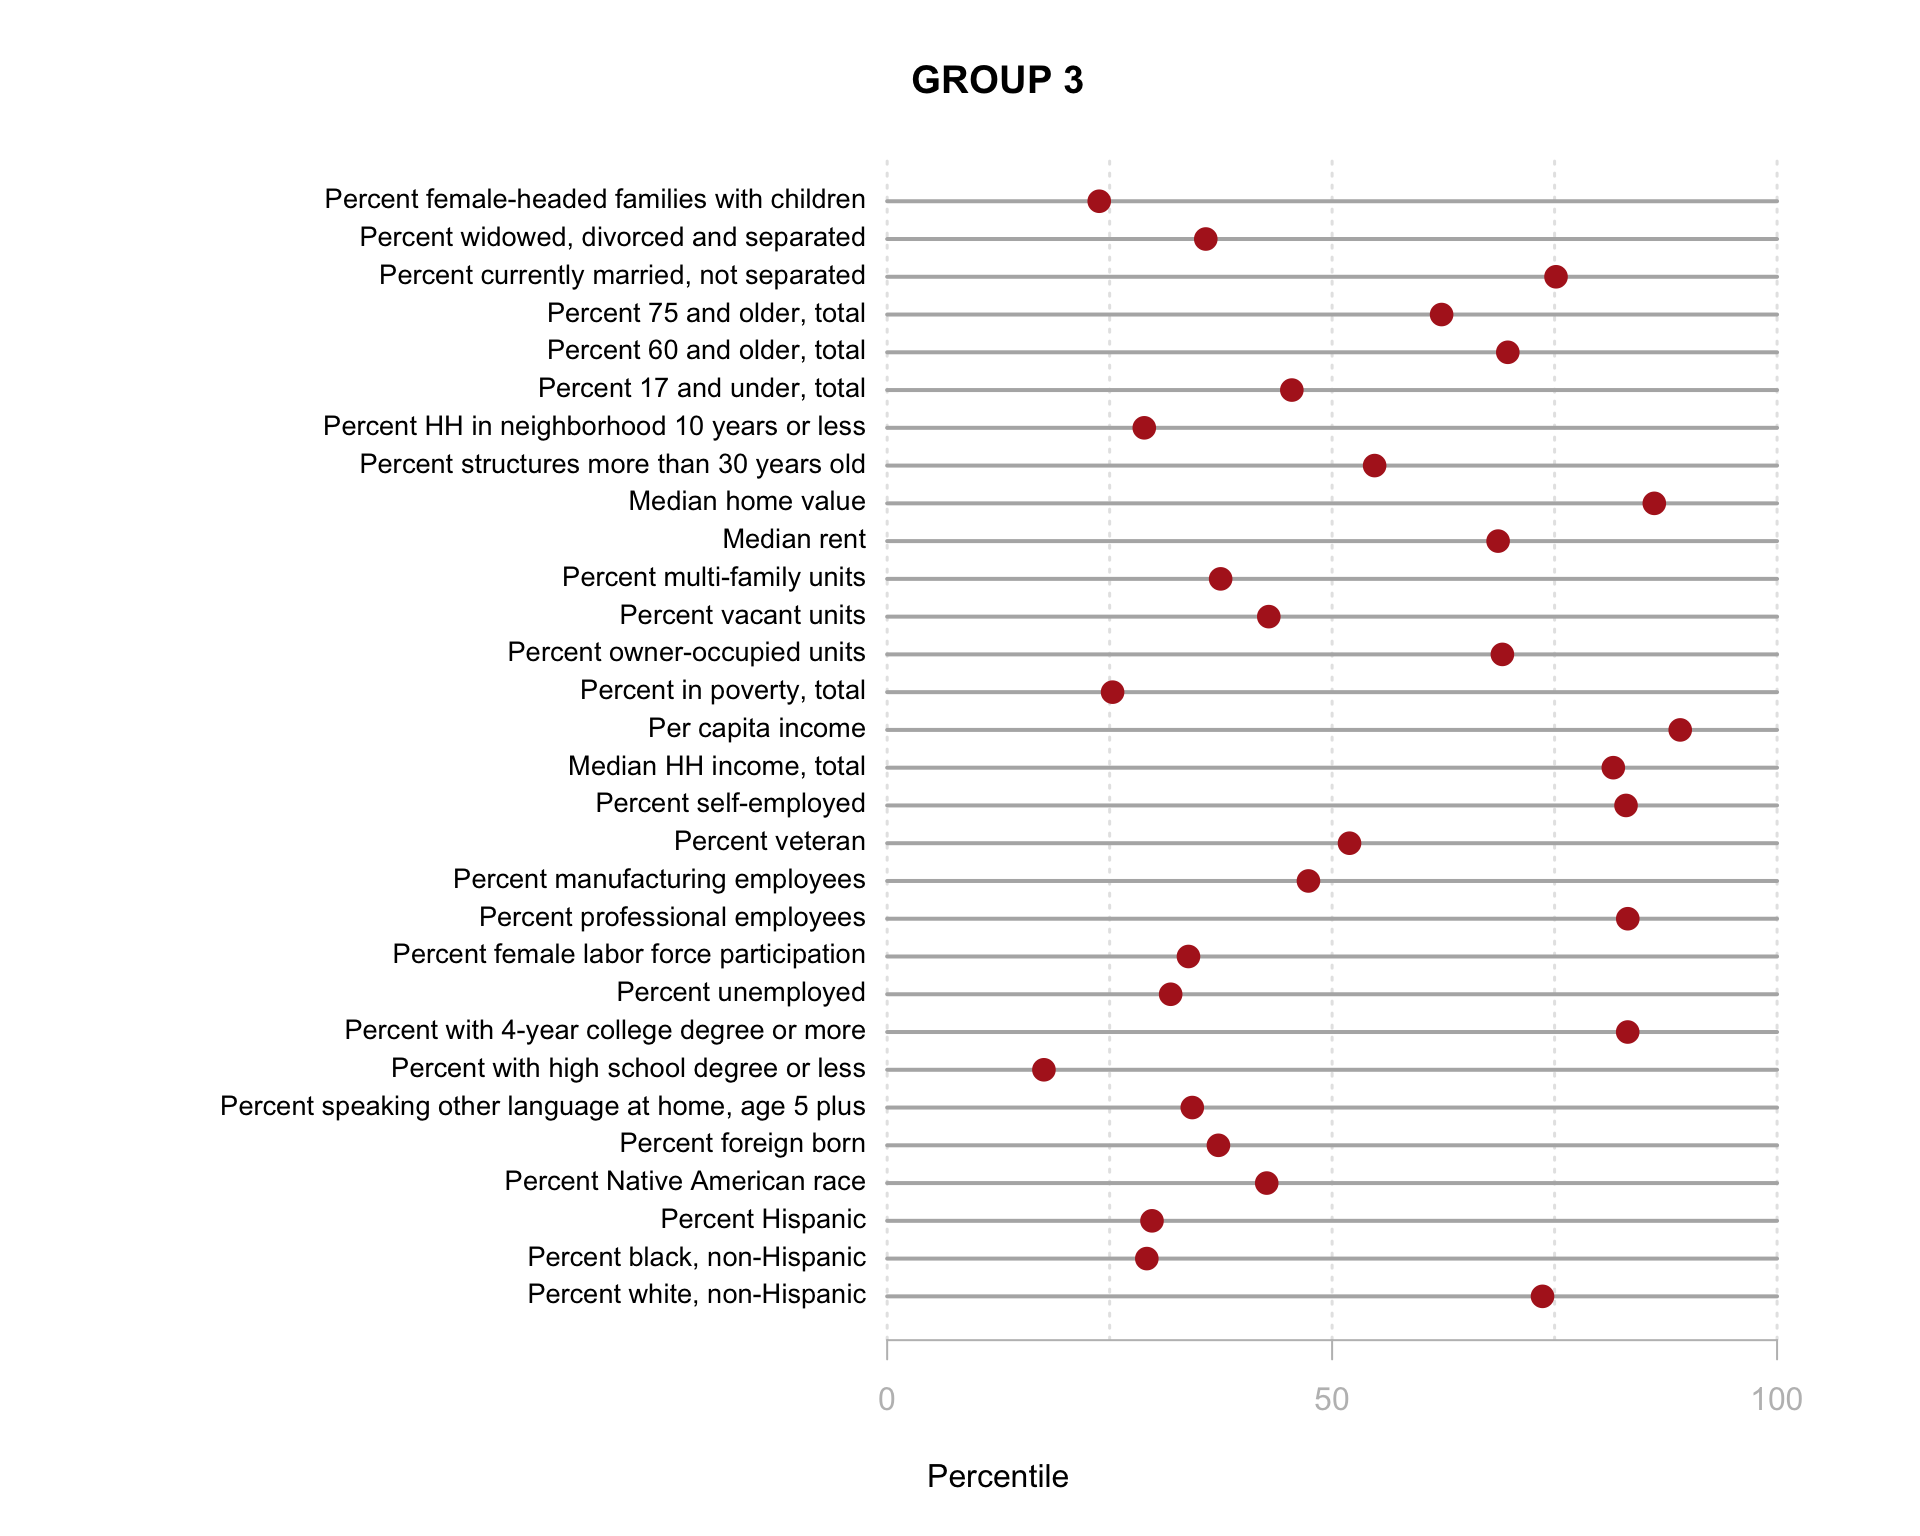 GROUP 3
Percent female-headed families with children
Percent widowed, divorced and separated
Percent currently married, not separated
Percent 75 and older, total
Percent 60 and older, total
Percent 17 and under, total
Percent HH in neighborhood 10 years or less
Percent structures more than 30 years old
Median home value
Median rent
Percent multi-family units
Percent vacant units
Percent owner-occupied units
Percent in poverty, total
Per capita income
Median HH income, total
Percent self-employed
Percent veteran
Percent manufacturing employees
Percent professional employees
Percent female labor force participation
Percent unemployed
Percent with 4-year college degree or more
Percent with high school degree or less
Percent speaking other language at home, age 5 plus
Percent foreign born
Percent Native American race
Percent Hispanic
Percent black, non-Hispanic
Percent white, non-Hispanic
0 50 100
Percentile